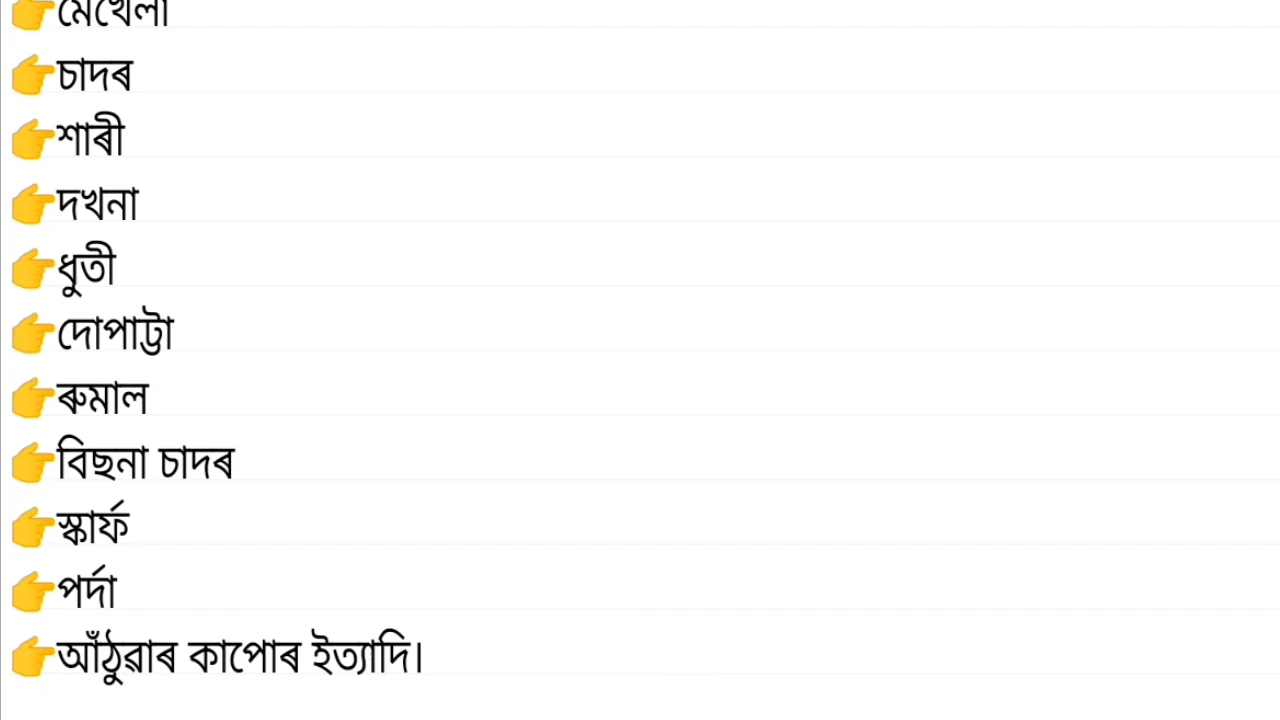 👉মেখেলা
👉চাদৰ
👉শাৰী
👉দখনা
👉ধুতী
👉দোপাট্টা
👉ৰুমাল
👉বিছনা চাদৰ
👉স্কাৰ্ফ
👉পৰ্দা
👉আঁঠুৱাৰ কাপোৰ ইত্যাদি।